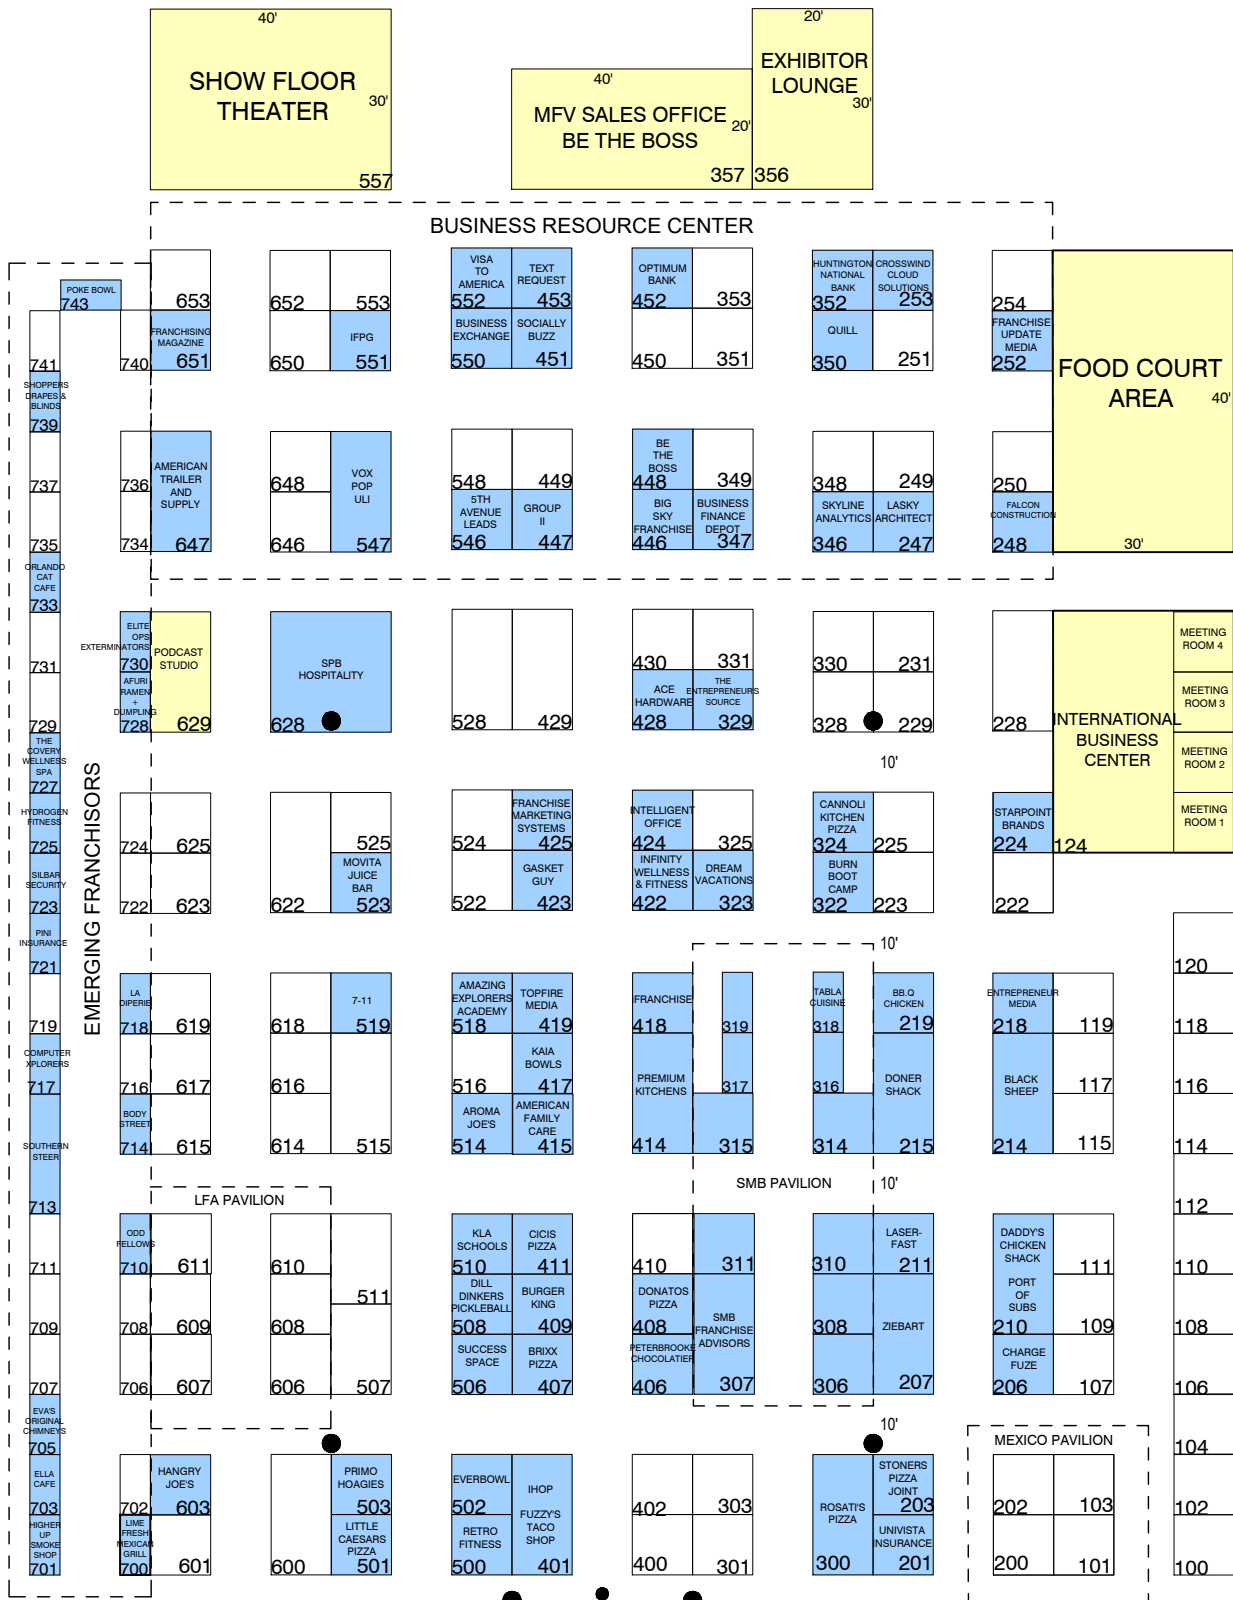 40'
SHOW FLOOR
THEATER
30'
557
40'
MFV SALES OFFICE
BE THE BOSS
20'
357
20'
EXHIBITOR
LOUNGE
30'
356
BUSINESS RESOURCE CENTER
POKE BOWL
743
653
652
553
VISA
TO
AMERICA
552
TEXT
REQUEST
453
OPTIMUM
BANK
452
353
HUNTINGTON
NATIONAL
BANK
352
CROSSWIND
CLOUD
SOLUTIONS
253
254
741
740
FRANCHISING
MAGAZINE
651
650
IFPG
551
BUSINESS
EXCHANGE
550
SOCIALLY
BUZZ
451
450
351
QUILL
350
251
FRANCHISE
UPDATE
MEDIA
252
FOOD COURT
AREA
40'
30'
SHOPPERS
DRAPES &
BLINDS
739
737
736
AMERICAN
TRAILER
AND
SUPPLY
647
648
VOX
POP
ULI
547
548
449
BE
THE
BOSS
448
349
348
249
250
735
734
646
5TH
AVENUE
LEADS
546
GROUP
II
447
BIG
SKY
FRANCHISE
446
BUSINESS
FINANCE
DEPOT
347
SKYLINE
ANALYTICS
346
LASKY
ARCHITECT
247
FALCON
CONSTRUCTION
248
ORLANDO
CAT
CAFE
733
731
ELITE
OPS
EXTERMINATORS
730
PODCAST
STUDIO
629
SPB
HOSPITALITY
628
528
429
430
331
330
231
228
729
AFURI
RAMEN
+
DUMPLING
728
ACE
HARDWARE
428
THE
ENTREPRENEURS
SOURCE
329
328
229
10'
INTERNATIONAL
BUSINESS
CENTER
124
MEETING
ROOM 4
MEETING
ROOM 3
MEETING
ROOM 2
MEETING
ROOM 1
EMERGING FRANCHISORS
THE
COVERY
WELLNESS
SPA
727
HYDROGEN
FITNESS
725
724
625
525
524
FRANCHISE
MARKETING
SYSTEMS
425
INTELLIGENT
OFFICE
424
325
CANNOLI
KITCHEN
PIZZA
324
225
STARPOINT
BRANDS
224
SILBAR
SECURITY
723
722
623
622
MOVITA
JUICE
BAR
523
522
GASKET
GUY
423
INFINITY
WELLNESS
& FITNESS
422
DREAM
VACATIONS
323
BURN
BOOT
CAMP
322
223
222
PINI
INSURANCE
721
10'
120
719
LA
DIPERIE
718
619
618
7-11
519
AMAZING
EXPLORERS
ACADEMY
518
TOPFIRE
MEDIA
419
IFRANCHISE
418
319
TABLA
CUISINE
318
BB.Q
CHICKEN
219
ENTREPRENEUR
MEDIA
218
119
118
COMPUTER
XPLORERS
717
716
617
616
516
KAIA
BOWLS
417
PREMIUM
KITCHENS
414
317
316
DONER
SHACK
215
BLACK
SHEEP
214
117
116
SOUTHERN
STEER
713
BODY
STREET
714
615
614
515
AROMA
JOE'S
514
AMERICAN
FAMILY
CARE
415
315
314
115
114
LFA PAVILION
SMB PAVILION
10'
112
711
ODD
FELLOWS
710
611
610
511
KLA
SCHOOLS
510
CICIS
PIZZA
411
410
311
310
LASER-
FAST
211
DADDY'S
CHICKEN
SHACK
PORT
OF
SUBS
210
111
110
709
708
609
608
DILL
DINKERS
PICKLEBALL
508
BURGER
KING
409
DONATOS
PIZZA
408
SMB
FRANCHISE
ADVISORS
307
308
ZIEBART
207
109
108
707
706
607
606
507
SUCCESS
SPACE
506
BRIXX
PIZZA
407
PETERBROOKE
CHOCOLATIER
406
306
CHARGE
FUZE
206
107
106
EVA'S
ORIGINAL
CHIMNEYS
705
10'
MEXICO PAVILION
104
ELLA
CAFE
703
702
HANGRY
JOE'S
603
PRIMO
HOAGIES
503
EVERBOWL
502
IHOP
FUZZY'S
TACO
SHOP
401
402
303
ROSATI'S
PIZZA
300
STONERS
PIZZA
JOINT
203
202
103
102
HIGHER
UP
SMOKE
SHOP
701
LIME
FRESH
MEXICAN
GRILL
700
601
600
LITTLE
CAESARS
PIZZA
501
RETRO
FITNESS
500
400
301
UNIVISTA
INSURANCE
201
200
101
100